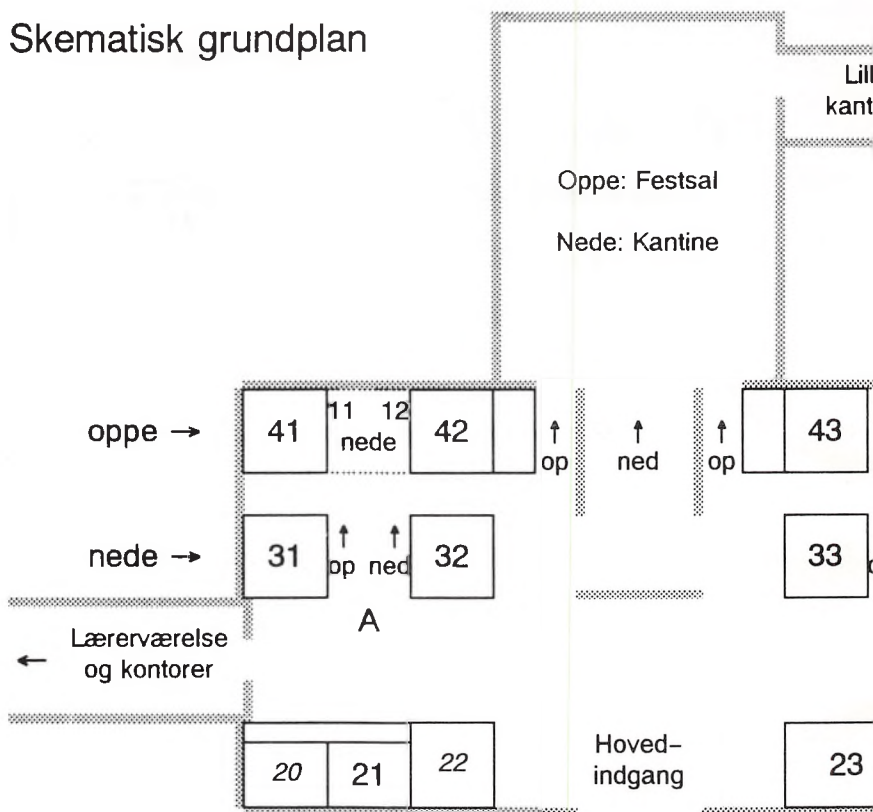 Skematisk grundplan
Oppe: Festsal
Nede: Kantine
oppe →
41
11 12
nede
42
↑
op
↑
ned
↑
op
43
nede →
31
↑ ↑
op ned
32
33
A
←
Lærerværelse
og kontorer
20
21
22
Hoved-
indgang
23